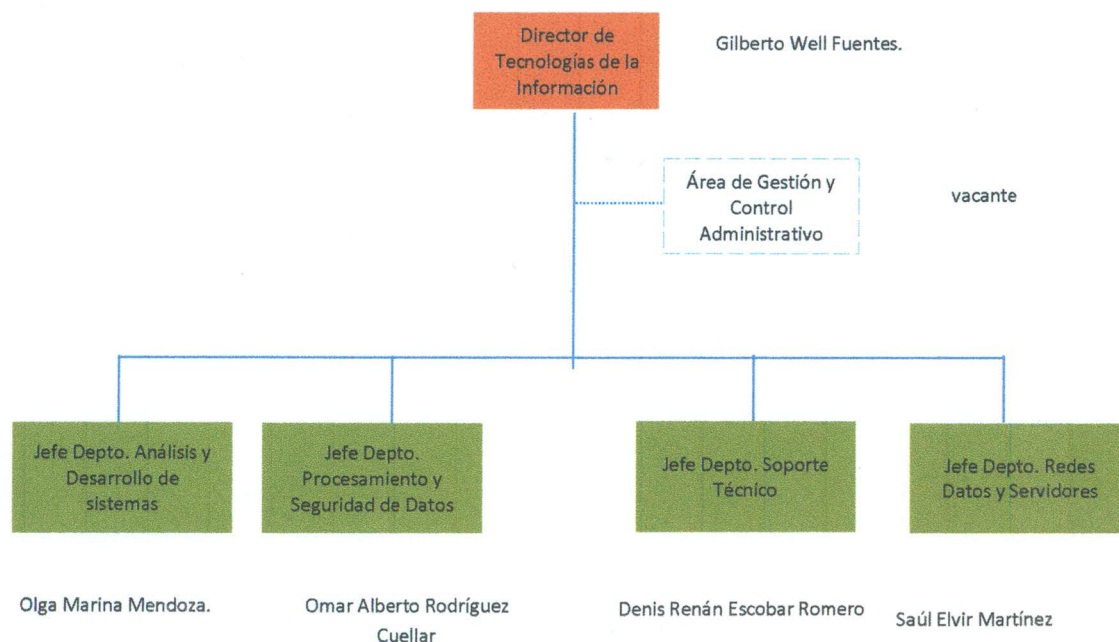 Director de
Tecnologías de la
Información
Gilberto Well Fuentes.
Área de Gestión y
Control
Administrativo
vacante
Jefe Depto. Análisis y
Desarrollo de
sistemas
Jefe Depto.
Procesamiento y
Seguridad de Datos
Jefe Depto. Soporte
Técnico
Jefe Depto. Redes
Datos y Servidores
Olga Marina Mendoza.
Omar Alberto Rodríguez
Cuellar
Denis Renán Escobar Romero
Saúl Elvir Martínez